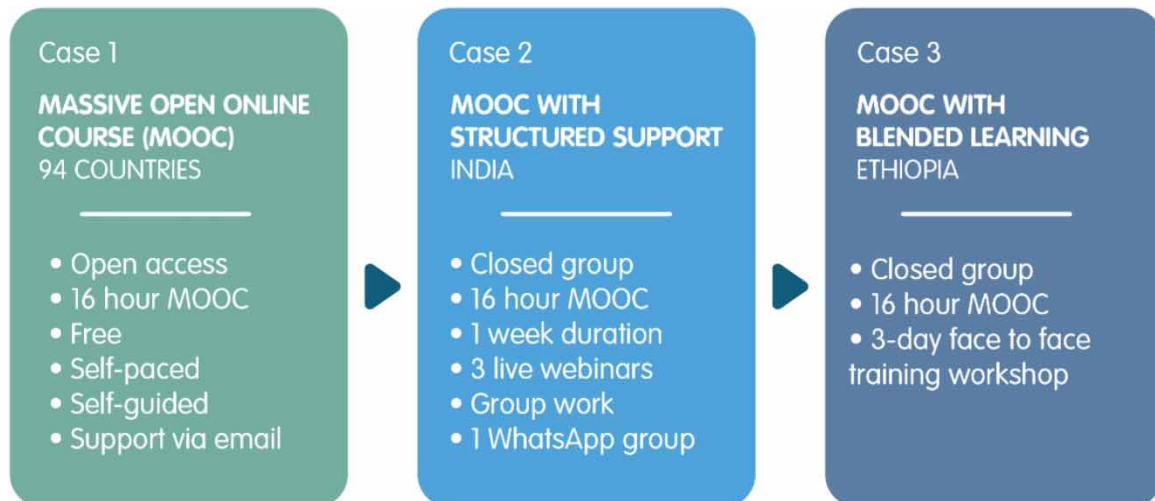 Case 1
MASSIVE OPEN ONLINE
COURSE (MOOC)
94 COUNTRIES
• Open access
• 16 hour MOOC
• Free
• Self-paced
• Self-guided
• Support via email
Case 2
MOOC WITH
STRUCTURED SUPPORT
INDIA
• Closed group
• 16 hour MOOC
• 1 week duration
• 3 live webinars
• Group work
• 1 WhatsApp group
Case 3
MOOC WITH
BLENDED LEARNING
ETHIOPIA
• Closed group
• 16 hour MOOC
• 3-day face to face
training workshop